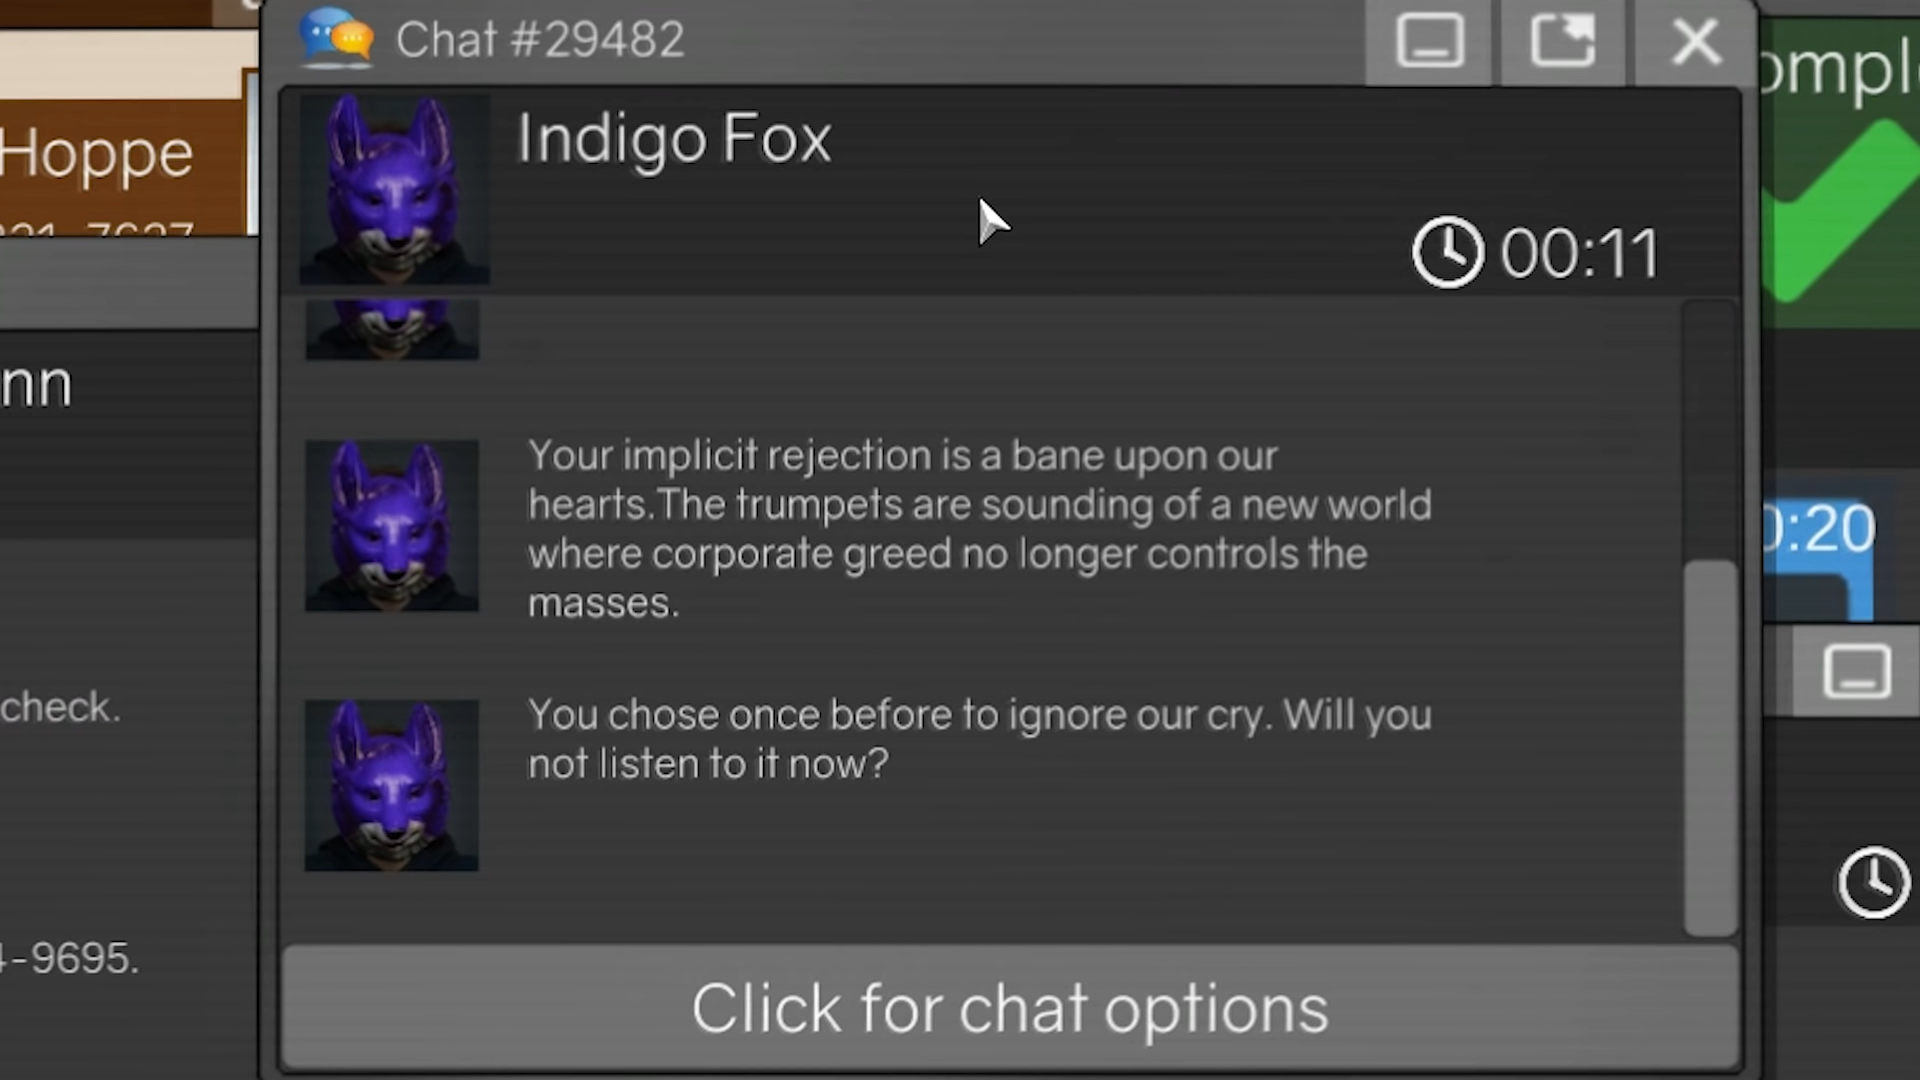 Chat #29482
Hoppe
Indigo Fox
00:11
nn
Your implicit rejection is a bane upon our
hearts.The trumpets are sounding of a new world
where corporate greed no longer controls the
masses.
0:20
check.
You chose once before to ignore our cry. Will you
not listen to it now?
4-9695.
Click for chat options